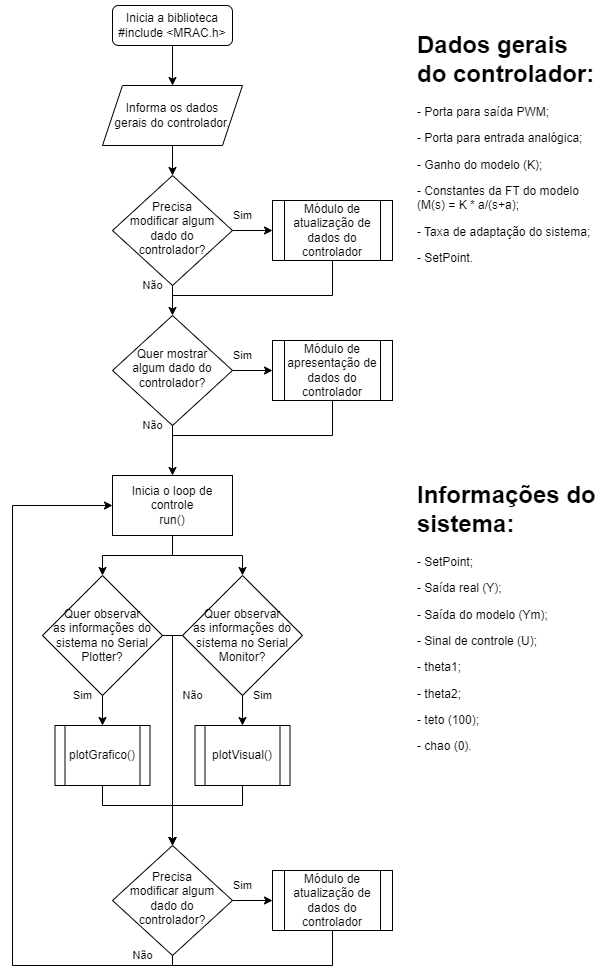 Inicia a biblioteca
#include <MRAC.h>
Informa os dados
gerais do controlador
Precisa
modificar algum
dado do
controlador?
Sim
Módulo de
atualização de
dados do
controlador
Não
Quer mostrar
algum dado do
controlador?
Sim
Módulo de
apresentação de
dados do
controlador
Não
Inicia o loop de
controle
run()
Quer observar
as informações do
sistema no Serial
Plotter?
Quer observar
as informações do
sistema no Serial
Monitor?
Sim
Não
Sim
plotGrafico()
plotVisual()
Precisa
modificar algum
dado do
controlador?
Sim
Módulo de
atualização de
dados do
controlador
Não
Dados gerais
do controlador:
- Porta para saída PWM;
- Porta para entrada analógica;
- Ganho do modelo (K);
- Constantes da FT do modelo
(M(s) = K * a/(s+a);
- Taxa de adaptação do sistema;
- SetPoint.
Informações do
sistema:
- SetPoint;
- Saída real (Y);
- Saída do modelo (Ym);
- Sinal de controle (U);
- theta1;
- theta2;
- teto (100);
- chao (0).